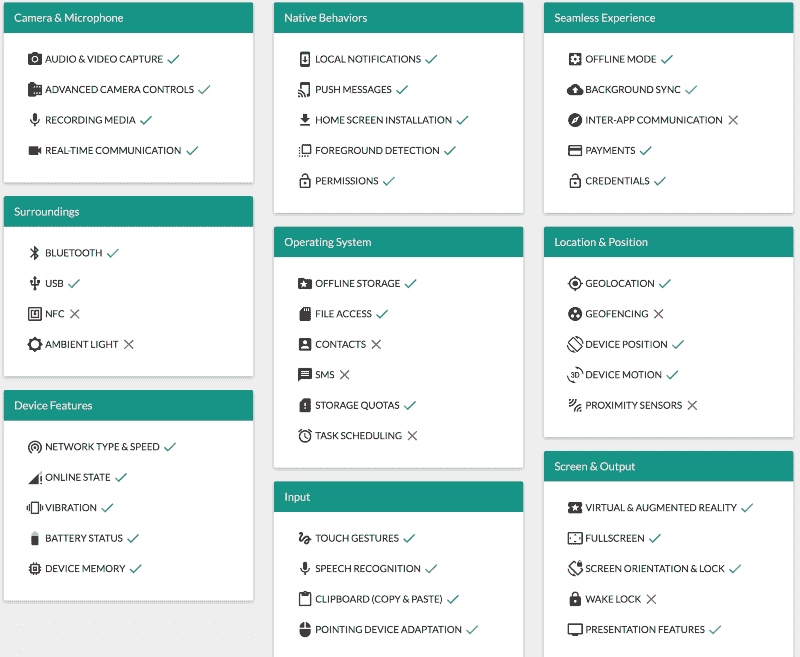 Camera & Microphone
AUDIO & VIDEO CAPTURE ✓
ADVANCED CAMERA CONTROLS ✓
RECORDING MEDIA ✓
REAL-TIME COMMUNICATION ✓
Surroundings
BLUETOOTH ✓
USB ✓
NFC ✕
AMBIENT LIGHT ✕
Device Features
NETWORK TYPE & SPEED ✓
ONLINE STATE ✓
VIBRATION ✓
BATTERY STATUS ✓
DEVICE MEMORY ✓
Native Behaviors
LOCAL NOTIFICATIONS ✓
PUSH MESSAGES ✓
HOME SCREEN INSTALLATION ✓
FOREGROUND DETECTION ✓
PERMISSIONS ✓
Operating System
OFFLINE STORAGE ✓
FILE ACCESS ✓
CONTACTS ✕
SMS ✕
STORAGE QUOTAS ✓
TASK SCHEDULING ✕
Input
TOUCH GESTURES ✓
SPEECH RECOGNITION ✓
CLIPBOARD (COPY & PASTE) ✓
POINTING DEVICE ADAPTATION ✓
Seamless Experience
OFFLINE MODE ✓
BACKGROUND SYNC ✓
INTER-APP COMMUNICATION ✕
PAYMENTS ✓
CREDENTIALS ✓
Location & Position
GEOLOCATION ✓
GEOFENCING ✕
DEVICE POSITION ✓
3D DEVICE MOTION ✓
PROXIMITY SENSORS ✕
Screen & Output
VIRTUAL & AUGMENTED REALITY ✓
FULLSCREEN ✓
SCREEN ORIENTATION & LOCK ✓
WAKE LOCK ✕
PRESENTATION FEATURES ✓